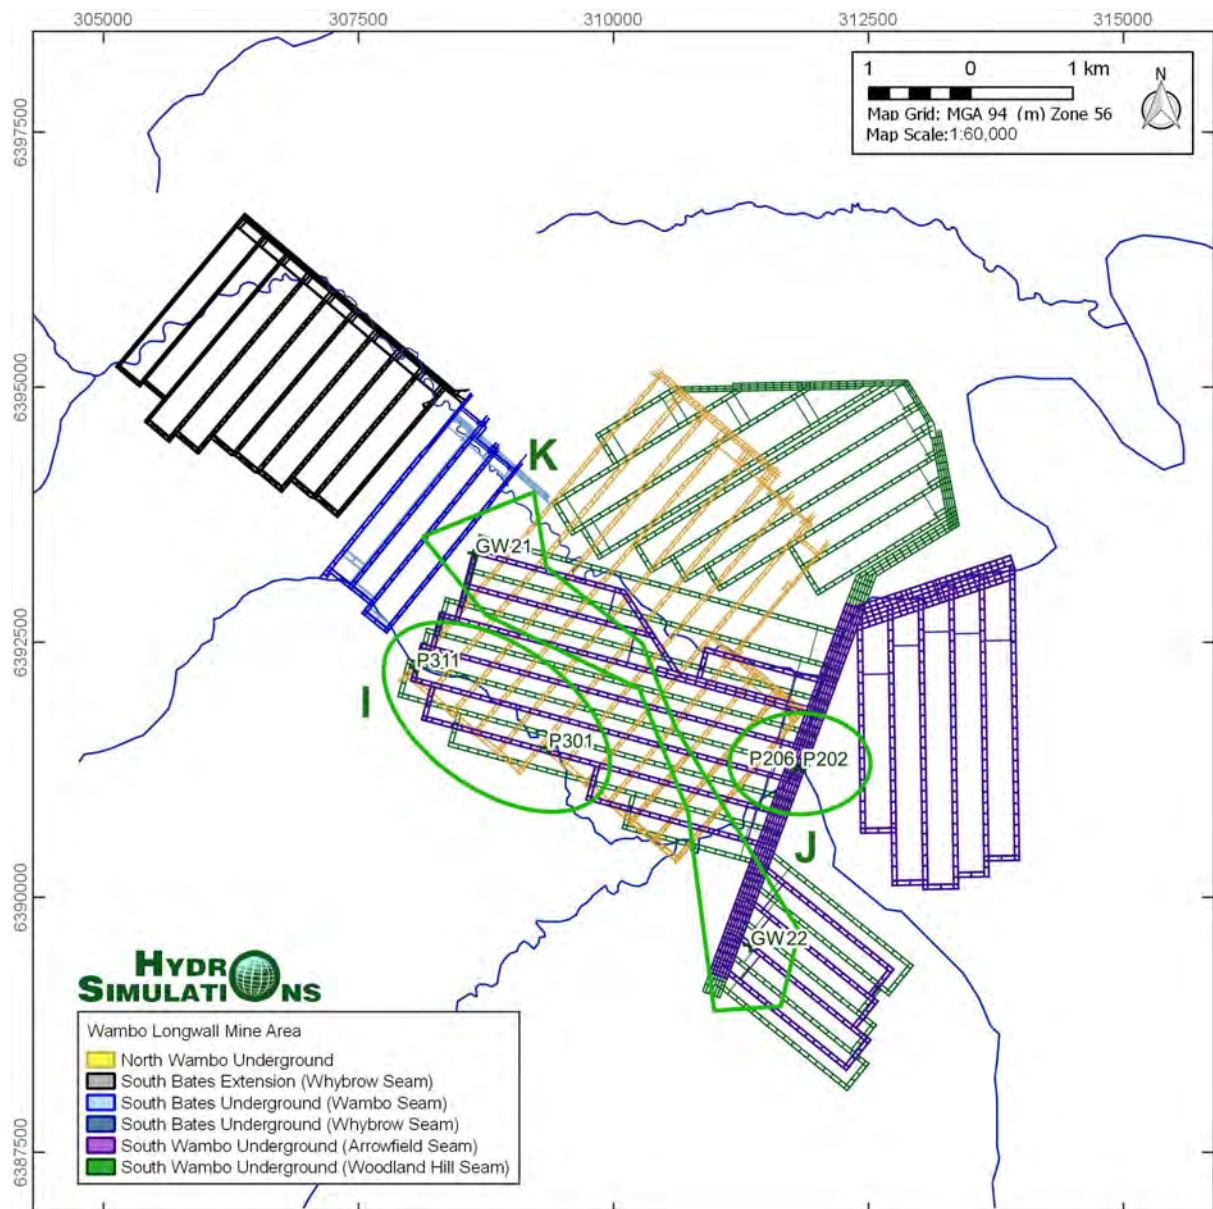 305000 307500 310000 312500 315000
1 0 1 km
Map Grid: MGA 94 (m) Zone 56
Map Scale:1:60,000
N
6397500
6395000
6392500
6390000
6387500
K
GW21
P311
I
P301
P206 P202
J
GW22
HYDRO
SIMULATIONS
Wambo Longwall Mine Area
North Wambo Underground
South Bates Extension (Whybrow Seam)
South Bates Underground (Wambo Seam)
South Bates Underground (Whybrow Seam)
South Wambo Underground (Arrowfield Seam)
South Wambo Underground (Woodland Hill Seam)